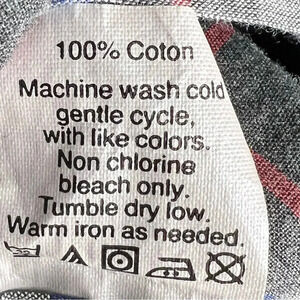 100% Coton
Machine wash cold
gentle cycle,
with like colors.
Non chlorine
bleach only.
Tumble dry low.
Warm iron as needed.